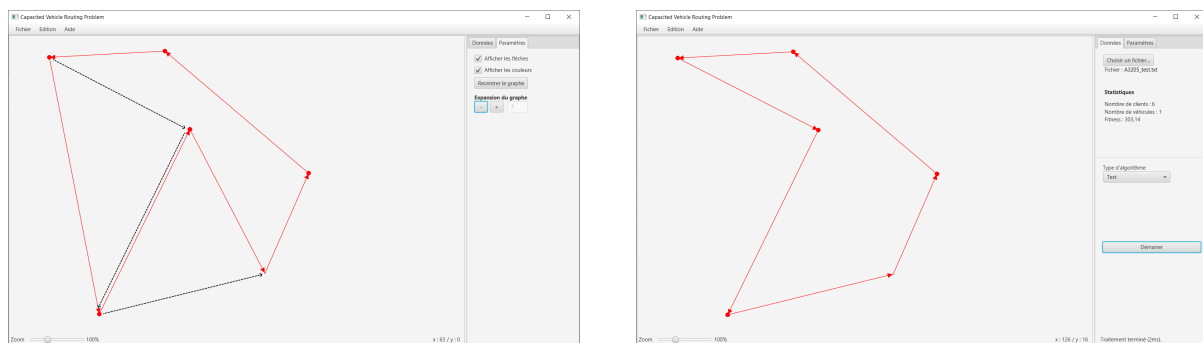 Capacited Vehicle Routing Problem
Fichier Edition Aide
Données Paramètres
Afficher les flèches
Afficher les couleurs
Recentrer le graphe
Expansion du graphe
- +
Zoom 100% x : 63 / y : 0
Capacited Vehicle Routing Problem
Fichier Edition Aide
Données Paramètres
Choisir un fichier...
Fichier : A3205_test.txt
Statistiques
Nombre de clients : 6
Nombre de véhicules : 1
Fitness : 303,14
Type d'algorithme
Test
Démarrer
Zoom 100% x : 126 / y : 16 Traitement terminé (2ms).